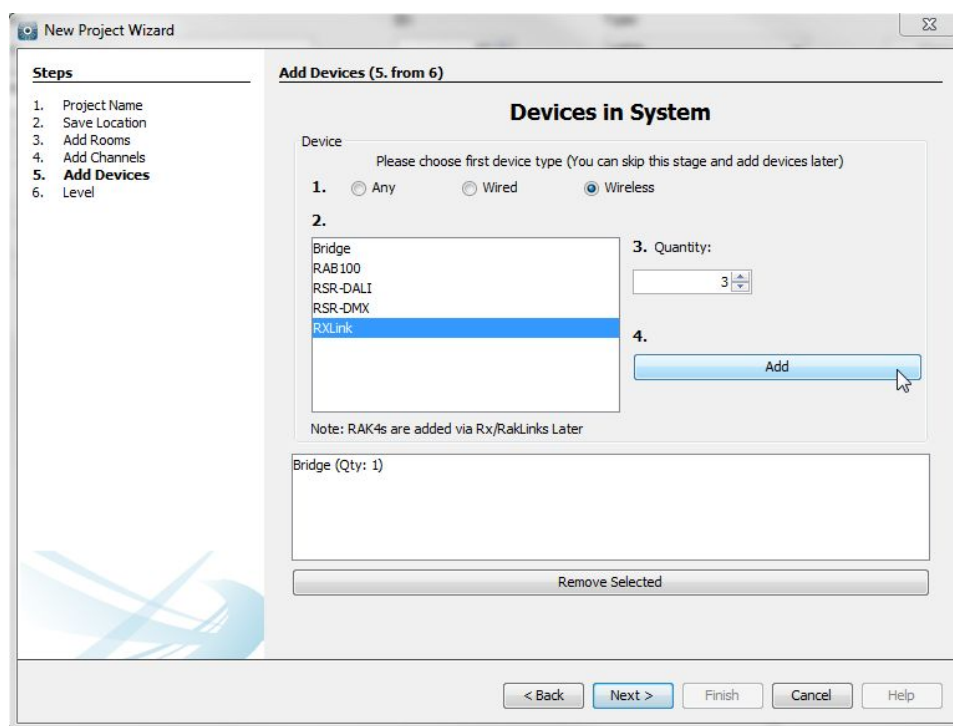 New Project Wizard
Steps
1. Project Name
2. Save Location
3. Add Rooms
4. Add Channels
5. Add Devices
6. Level
Add Devices (5. from 6)
Devices in System
Device
Please choose first device type (You can skip this stage and add devices later)
1. Any Wired Wireless
2.
Bridge
RAB100
RSR-DALI
RSR-DMX
RXLink
3. Quantity:
3
4.
Add
Note: RAK4s are added via Rx/RakLinks Later
Bridge (Qty: 1)
Remove Selected
< Back Next > Finish Cancel Help